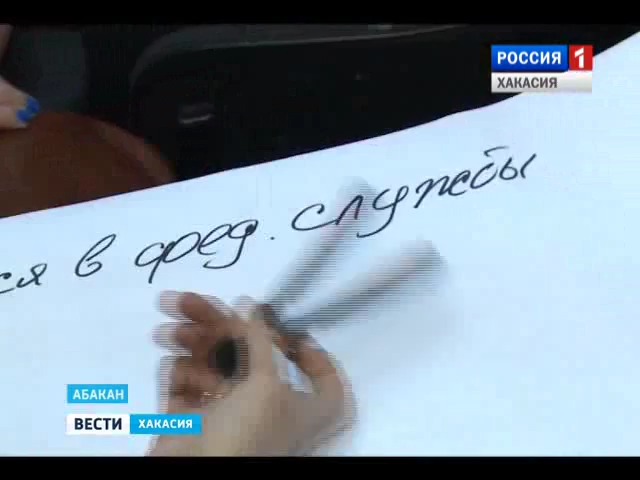 РОССИЯ 1
ХАКАСИЯ
ся в фед. службы
АБАКАН
ВЕСТИ ХАКАСИЯ